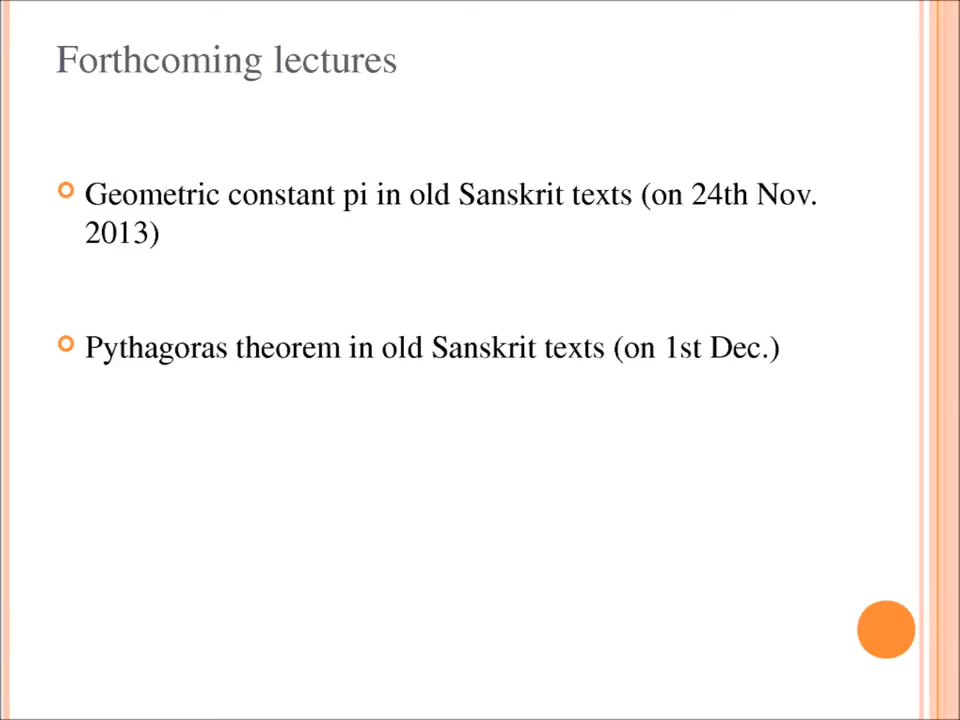 Forthcoming lectures
Geometric constant pi in old Sanskrit texts (on 24th Nov.
2013)
Pythagoras theorem in old Sanskrit texts (on 1st Dec.)